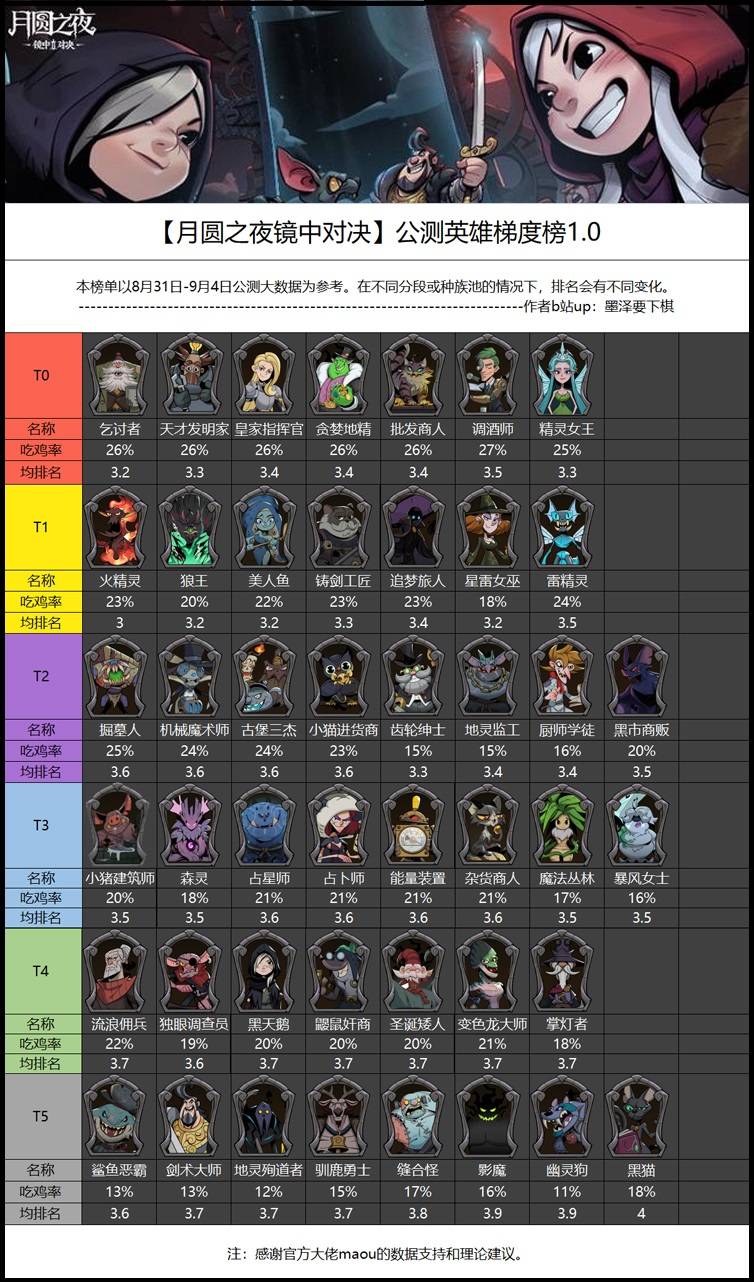 月圆之夜
镜中对决
【月圆之夜镜中对决】公测英雄梯度榜1.0
本榜单以8月31日-9月4日公测大数据为参考。在不同分段或种族池的情况下，排名会有不同变化。
--------------------------------------------------------------------------作者b站up：墨泽要下棋
T0
名称 乞讨者 天才发明家 皇家指挥官 贪婪地精 批发商人 调酒师 精灵女王
吃鸡率 26% 26% 26% 26% 26% 27% 25%
均排名 3.2 3.3 3.4 3.4 3.4 3.5 3.3
T1
名称 火精灵 狼王 美人鱼 铸剑工匠 追梦旅人 星雷女巫 雷精灵
吃鸡率 23% 20% 22% 23% 23% 18% 24%
均排名 3 3.2 3.2 3.3 3.4 3.2 3.5
T2
名称 掘墓人 机械魔术师 古堡三杰 小猫进货商 齿轮绅士 地灵监工 厨师学徒 黑市商贩
吃鸡率 25% 24% 24% 23% 15% 15% 16% 20%
均排名 3.6 3.6 3.6 3.6 3.3 3.4 3.4 3.5
T3
名称 小猪建筑师 森灵 占星师 占卜师 能量装置 杂货商人 魔法丛林 暴风女士
吃鸡率 20% 18% 21% 21% 21% 21% 17% 16%
均排名 3.5 3.5 3.6 3.6 3.6 3.6 3.5 3.5
T4
名称 流浪佣兵 独眼调查员 黑天鹅 鼹鼠奸商 圣诞矮人 变色龙大师 掌灯者
吃鸡率 22% 19% 20% 20% 20% 21% 18%
均排名 3.7 3.6 3.7 3.7 3.7 3.7 3.7
T5
名称 鲨鱼恶霸 剑术大师 地灵殉道者 驯鹿勇士 缝合怪 影魔 幽灵狗 黑猫
吃鸡率 13% 13% 12% 15% 17% 16% 11% 18%
均排名 3.6 3.7 3.7 3.7 3.8 3.9 3.9 4
注：感谢官方大佬maou的数据支持和理论建议。